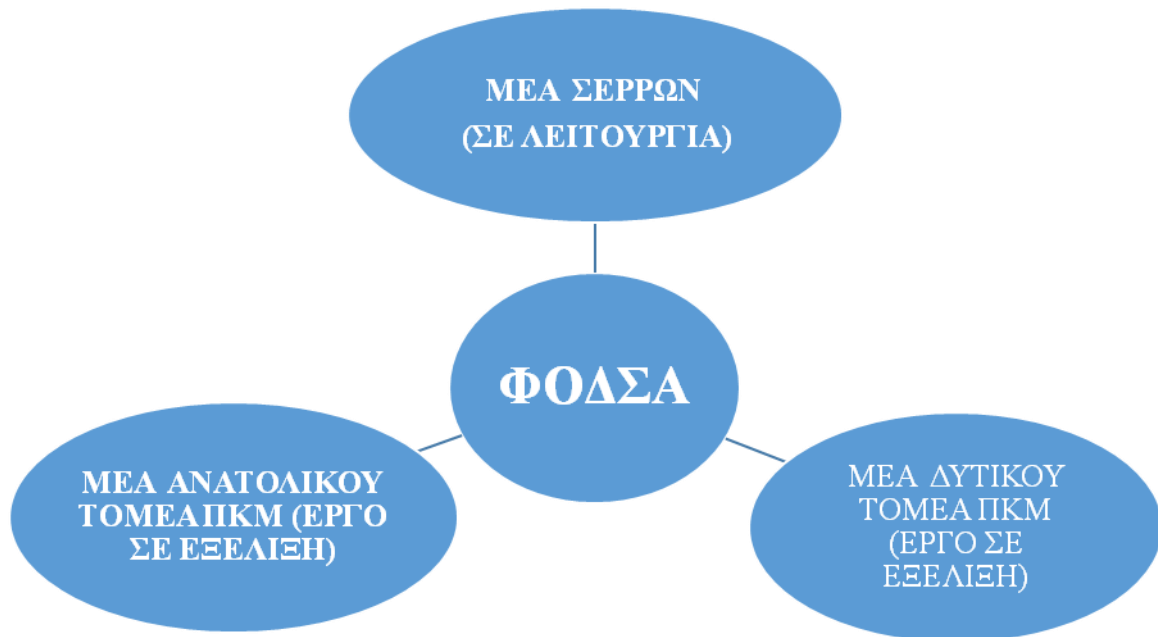 ΜΕΑ ΣΕΡΡΩΝ
(ΣΕ ΛΕΙΤΟΥΡΓΙΑ)
ΦΟΔΣΑ
ΜΕΑ ΑΝΑΤΟΛΙΚΟΥ
ΤΟΜΕΑ ΠΚΜ (ΕΡΓΟ
ΣΕ ΕΞΕΛΙΞΗ)
ΜΕΑ ΔΥΤΙΚΟΥ
ΤΟΜΕΑ ΠΚΜ
(ΕΡΓΟ ΣΕ
ΕΞΕΛΙΞΗ)